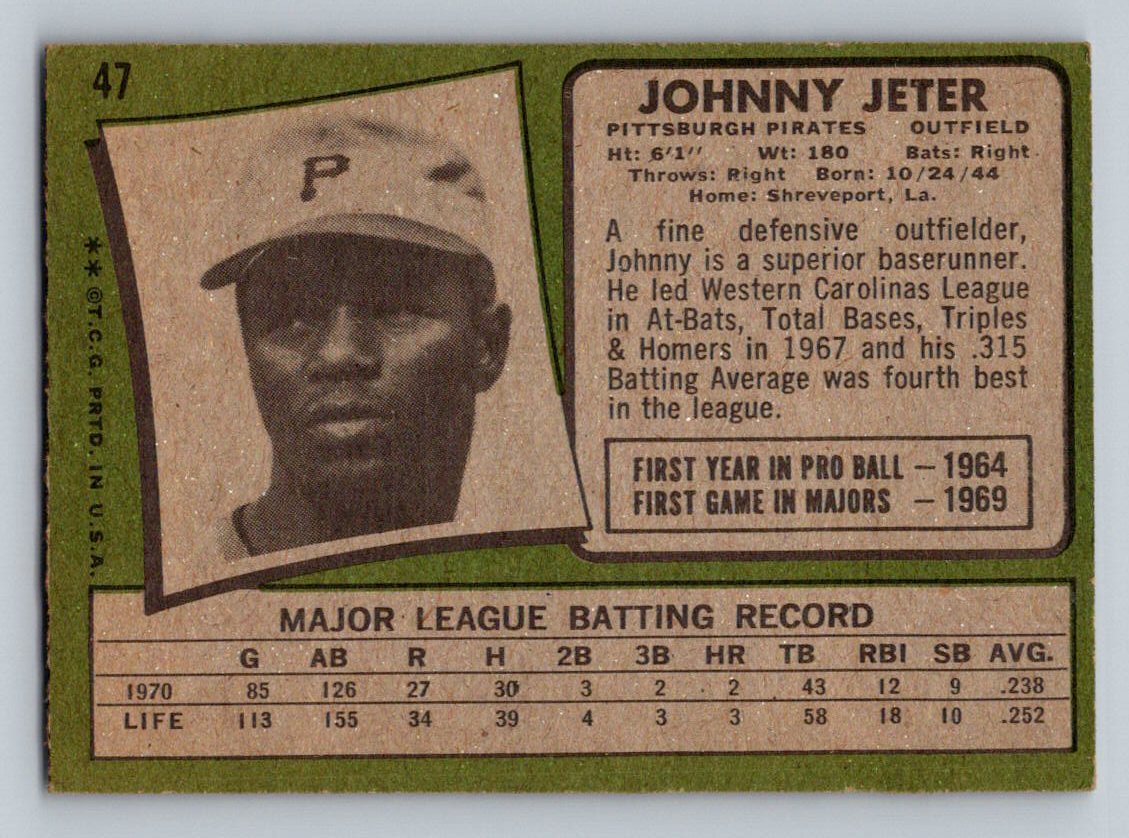 47
P
* * ©T.C.G. PRTD. IN U.S.A.
JOHNNY JETER
PITTSBURGH PIRATES OUTFIELD
Ht: 6'1" Wt: 180 Bats: Right
Throws: Right Born: 10/24/44
Home: Shreveport, La.
A fine defensive outfielder,
Johnny is a superior baserunner.
He led Western Carolinas League
in At-Bats, Total Bases, Triples
& Homers in 1967 and his .315
Batting Average was fourth best
in the league.
FIRST YEAR IN PRO BALL – 1964
FIRST GAME IN MAJORS – 1969
MAJOR LEAGUE BATTING RECORD
G AB R H 2B 3B HR TB RBI SB AVG.
1970 85 126 27 30 3 2 2 43 12 9 .238
LIFE 113 155 34 39 4 3 3 58 18 10 .252